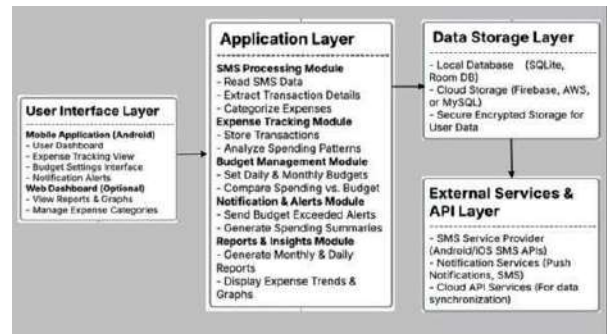 User Interface Layer
Mobile Application (Android)
- User Dashboard
- Expense Tracking View
- Budget Settings Interface
- Notification Alerts
Web Dashboard (Optional)
- View Reports & Graphs
- Manage Expense Categories
Application Layer
SMS Processing Module
- Read SMS Data
- Extract Transaction Details
- Categorize Expenses
Expense Tracking Module
- Store Transactions
- Analyze Spending Patterns
Budget Management Module
- Set Daily & Monthly Budgets
- Compare Spending vs. Budget
Notification & Alerts Module
- Send Budget Exceeded Alerts
- Generate Spending Summaries
Reports & Insights Module
- Generate Monthly & Daily
Reports
- Display Expense Trends &
Graphs
Data Storage Layer
- Local Database (SQLite,
Room DB)
- Cloud Storage (Firebase, AWS,
or MySQL)
- Secure Encrypted Storage for
User Data
External Services &
API Layer
- SMS Service Provider
(Android/iOS SMS APIs)
- Notification Services (Push
Notifications, SMS)
- Cloud API Services (For data
synchronization)